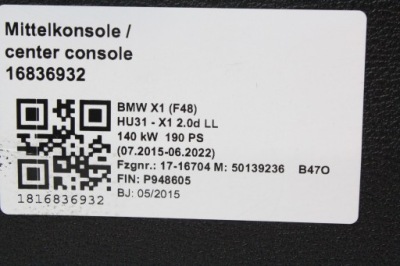 Mittelkonsole /
center console
16836932
BMW X1 (F48)
HU31 - X1 2.0d LL
140 kW 190 PS
(07.2015-06.2022)
Fzgnr.: 17-16704 M: 50139236 B47O
FIN: P948605
BJ: 05/2015
1816836932